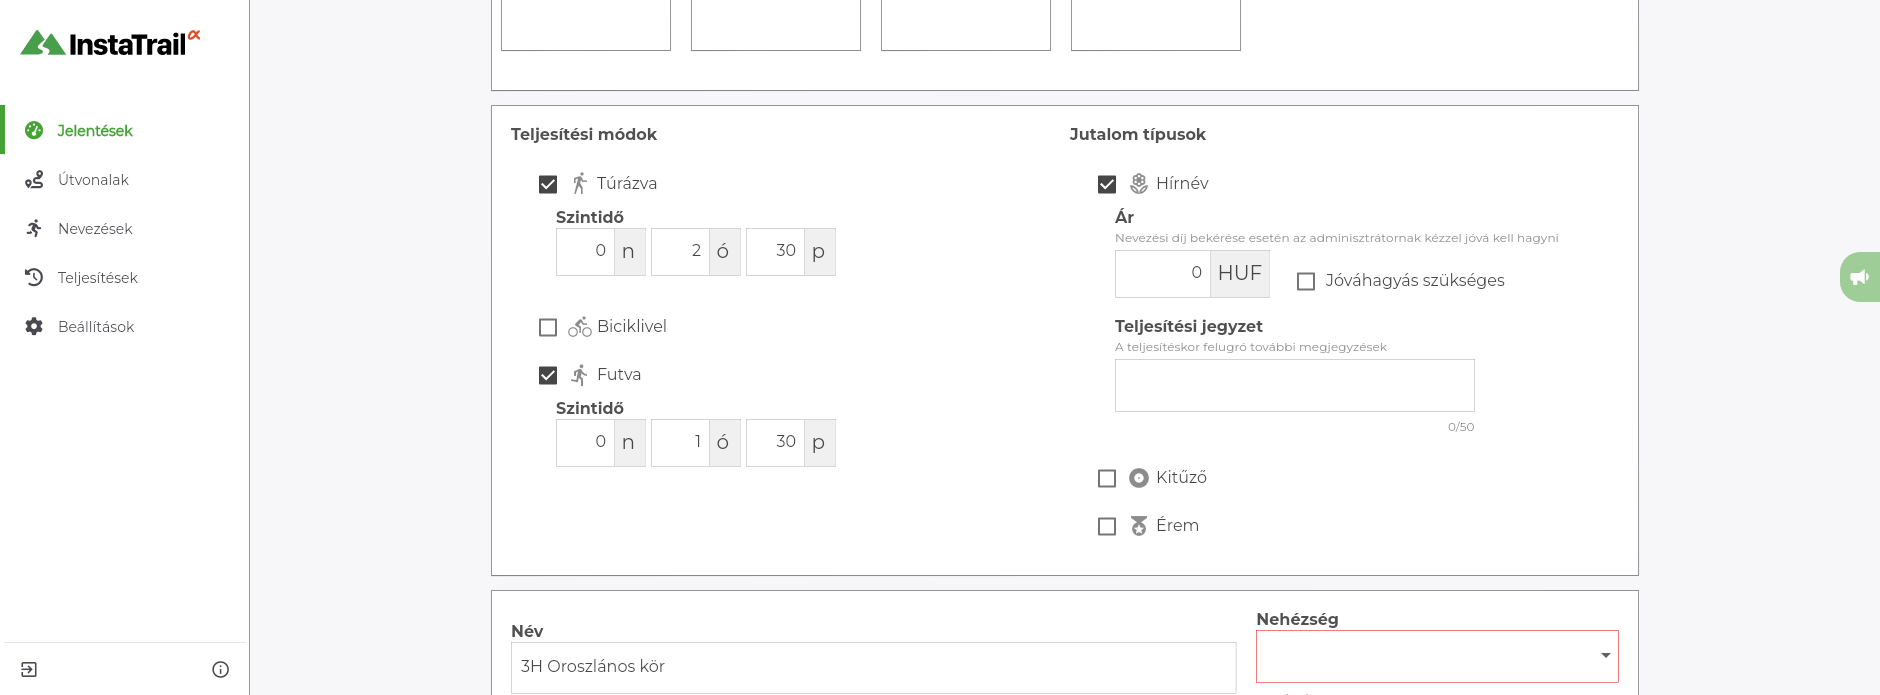 InstaTrail α
Jelentések
Útvonalak
Nevezések
Teljesítések
Beállítások
Teljesítési módok
Túrázva
Szintidő
0 n 2 ó 30 p
Biciklivel
Futva
Szintidő
0 n 1 ó 30 p
Jutalom típusok
Hírnév
Ár
Nevezési díj bekérése esetén az adminisztrátornak kézzel jóvá kell hagyni
0 HUF Jóváhagyás szükséges
Teljesítési jegyzet
A teljesítéskor felugró további megjegyzések
0/50
Kitűző
Érem
Név
3H Oroszlános kör
Nehézség